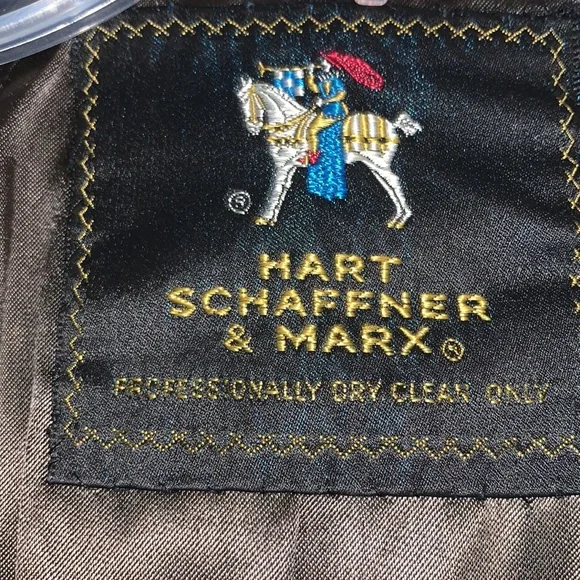 ®
HART
SCHAFFNER
& MARX®
PROFESSIONALLY DRY CLEAN ONLY